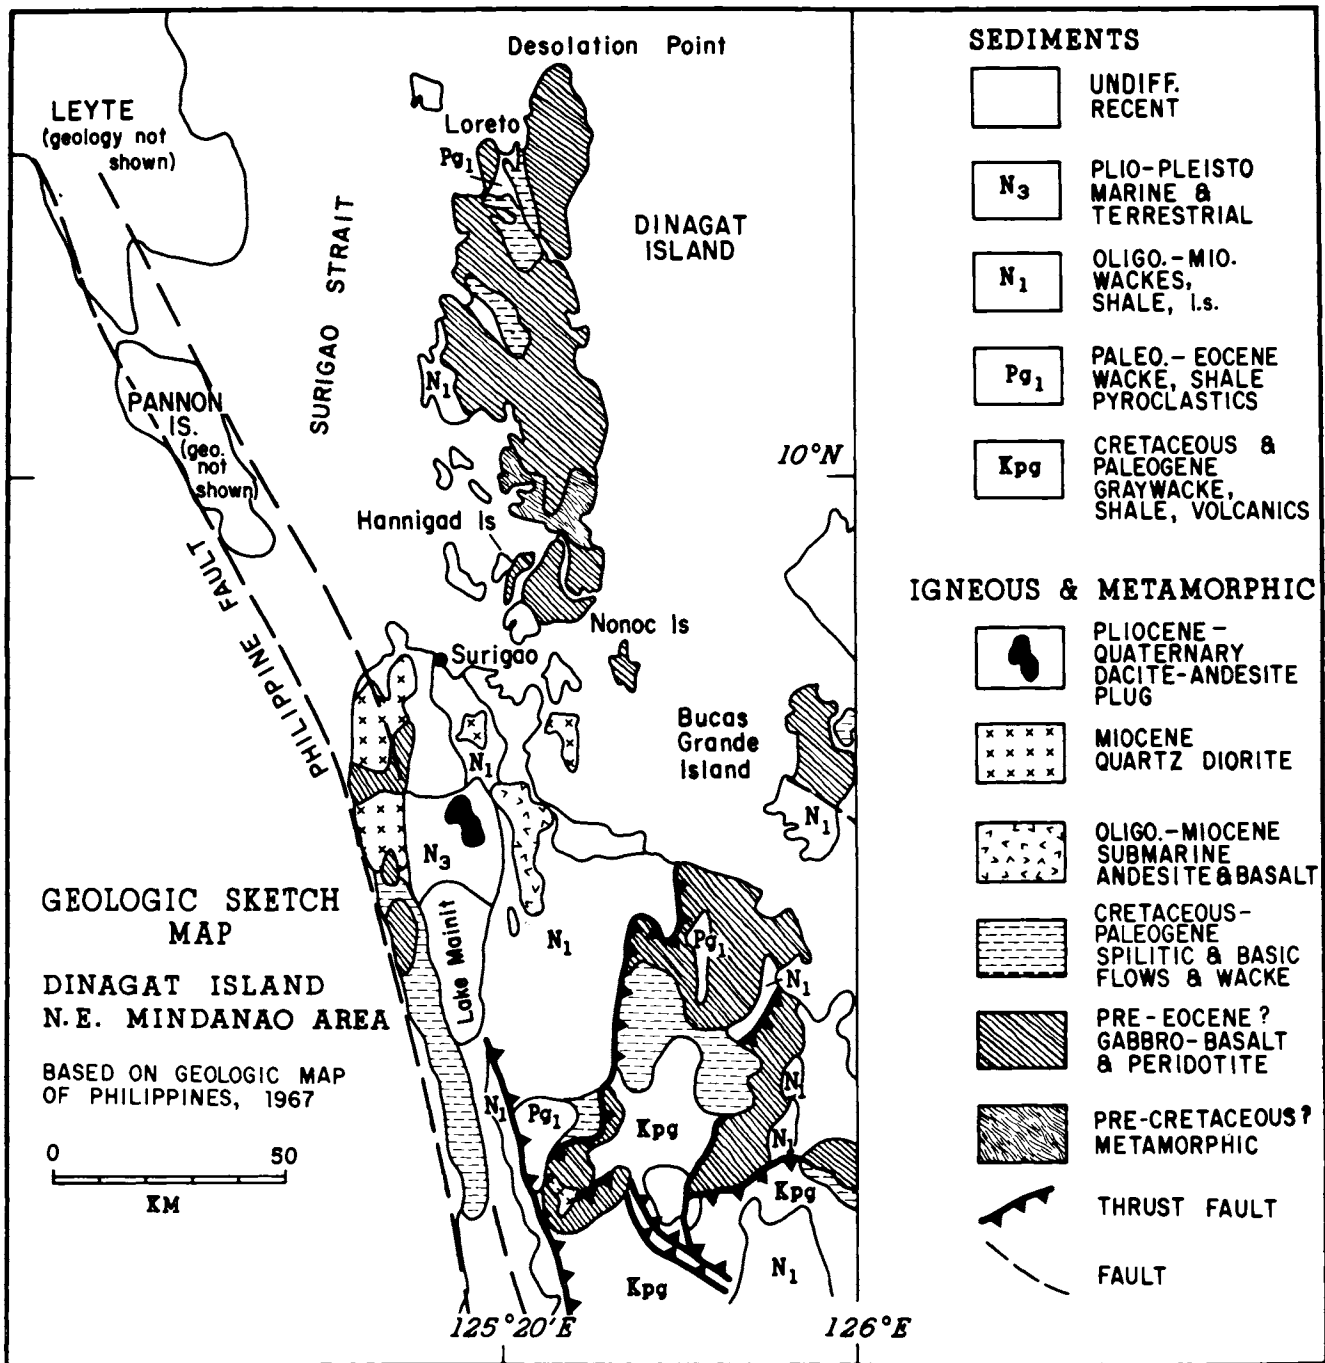 Desolation Point
LEYTE
(geology not
shown)
Loreto
Pg1
SURIGAO STRAIT
DINAGAT
ISLAND
N1
PANNON
IS.
(geo.
not
shown)
10°N
Hannigad Is
PHILIPPINE FAULT
Nonoc Is
Surigao
Bucas
Grande
Island
N1
N1
N3
Lake Mainit
N1
Pg1
N1
N1
N1
Pg1
Kpg
N1
Kpg
Kpg
N1
125°20'E
126°E
GEOLOGIC SKETCH
MAP
DINAGAT ISLAND
N.E. MINDANAO AREA
BASED ON GEOLOGIC MAP
OF PHILIPPINES, 1967
0 50
KM
SEDIMENTS
UNDIFF.
RECENT
N3
PLIO-PLEISTO
MARINE &
TERRESTRIAL
N1
OLIGO.-MIO.
WACKES,
SHALE, l.s.
Pg1
PALEO.-EOCENE
WACKE, SHALE
PYROCLASTICS
Kpg
CRETACEOUS &
PALEOGENE
GRAYWACKE,
SHALE, VOLCANICS
IGNEOUS & METAMORPHIC
PLIOCENE-
QUATERNARY
DACITE-ANDESITE
PLUG
MIOCENE
QUARTZ DIORITE
OLIGO.-MIOCENE
SUBMARINE
ANDESITE & BASALT
CRETACEOUS-
PALEOGENE
SPILITIC & BASIC
FLOWS & WACKE
PRE-EOCENE?
GABBRO-BASALT
& PERIDOTITE
PRE-CRETACEOUS?
METAMORPHIC
THRUST FAULT
FAULT